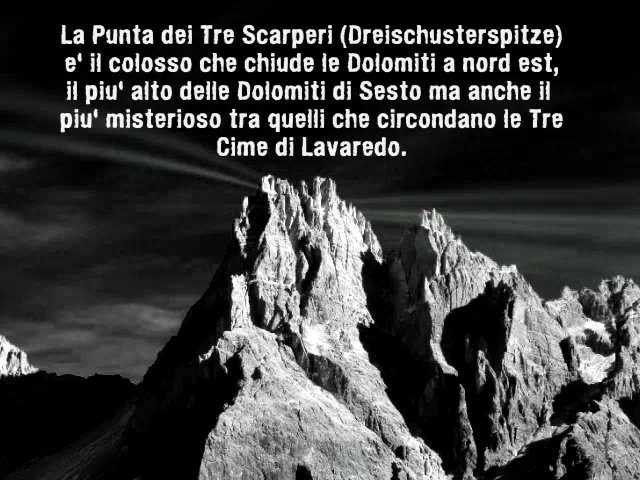 La Punta dei Tre Scarperi (Dreischusterspitze)
e' il colosso che chiude le Dolomiti a nord est,
il piu' alto delle Dolomiti di Sesto ma anche il
piu' misterioso tra quelli che circondano le Tre
Cime di Lavaredo.